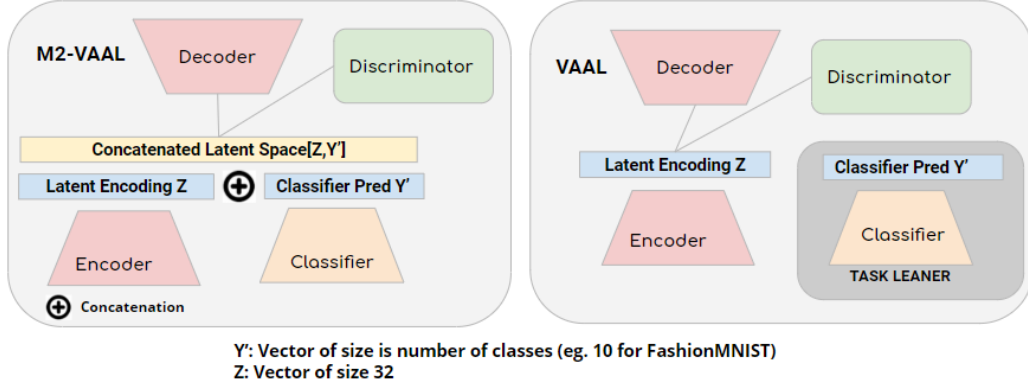 M2-VAAL
Decoder
Discriminator
Concatenated Latent Space[Z,Y']
Latent Encoding Z
Classifier Pred Y'
Encoder
Classifier
Concatenation
VAAL
Decoder
Discriminator
Latent Encoding Z
Classifier Pred Y'
Encoder
Classifier
TASK LEANER
Y': Vector of size is number of classes (eg. 10 for FashionMNIST)
Z: Vector of size 32